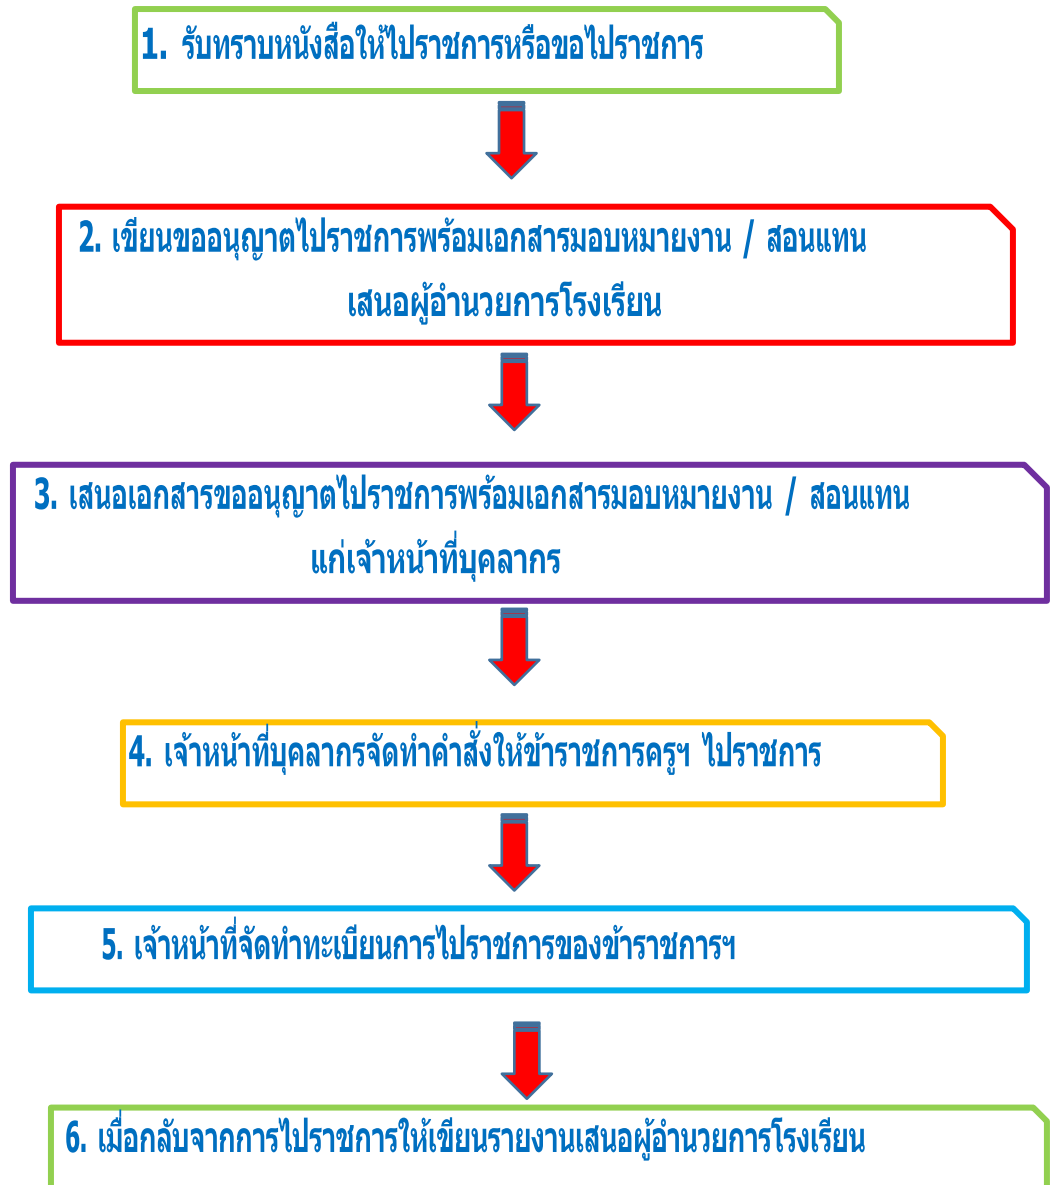 1. รับทราบหนังสือให้ไปราชการหรือขอไปราชการ
2. เขียนขออนุญาตไปราชการพร้อมเอกสารมอบหมายงาน / สอนแทน
เสนอผู้อำนวยการโรงเรียน
3. เสนอเอกสารขออนุญาตไปราชการพร้อมเอกสารมอบหมายงาน / สอนแทน
แก่เจ้าหน้าที่บุคลากร
4. เจ้าหน้าที่บุคลากรจัดทำคำสั่งให้ข้าราชการครูฯ ไปราชการ
5. เจ้าหน้าที่จัดทำทะเบียนการไปราชการของข้าราชการฯ
6. เมื่อกลับจากการไปราชการให้เขียนรายงานเสนอผู้อำนวยการโรงเรียน